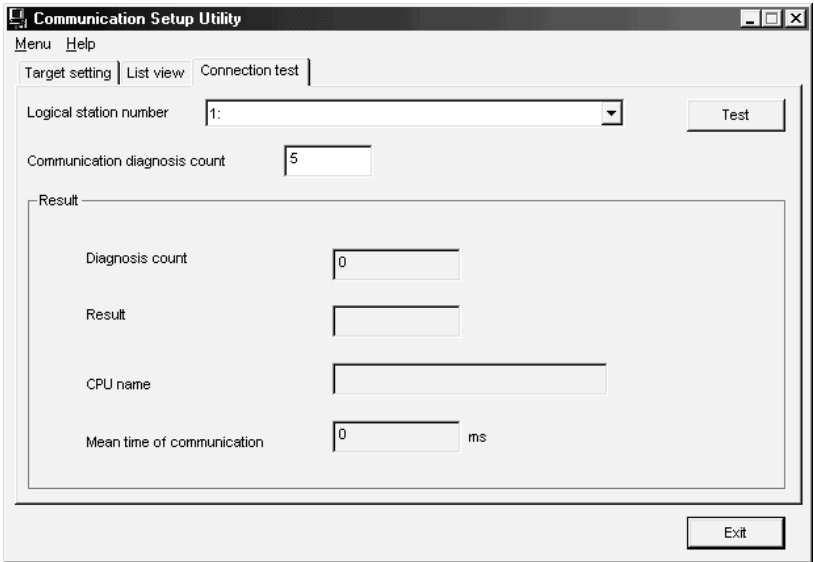 Communication Setup Utility
Menu Help
Target setting List view Connection test
Logical station number 1: Test
Communication diagnosis count 5
Result
Diagnosis count 0
Result
CPU name
Mean time of communication 0 ms
Exit